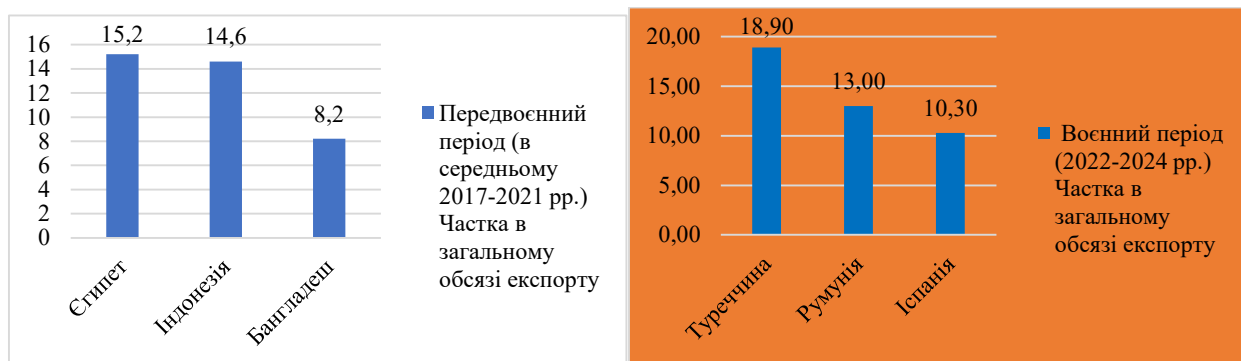 16
14
12
10
8
6
4
2
0
15,2
14,6
8,2
Єгипет
Індонезія
Бангладеш
Передвоєнний
період (в
середньому
2017-2021 рр.)
Частка в
загальному
обсязі експорту
20,00
15,00
10,00
5,00
0,00
18,90
13,00
10,30
Туреччина
Румунія
Іспанія
Воєнний період
(2022-2024 рр.)
Частка в
загальному
обсязі експорту